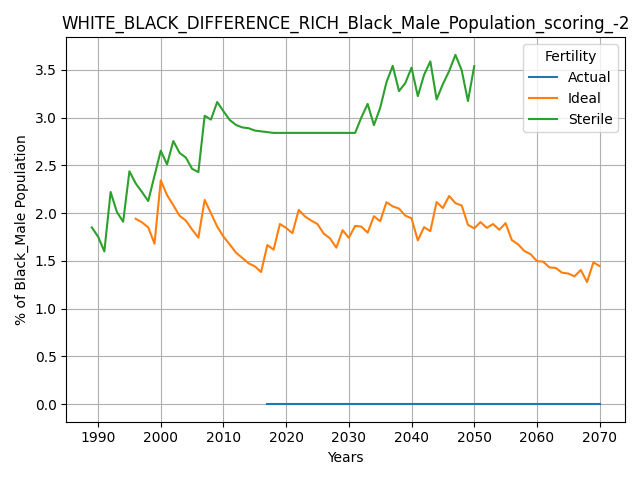 WHITE_BLACK_DIFFERENCE_RICH_Black_Male_Population_scoring_-2
Fertility
Actual
Ideal
Sterile
% of Black_Male Population
3.5
3.0
2.5
2.0
1.5
1.0
0.5
0.0
1990 2000 2010 2020 2030 2040 2050 2060 2070
Years